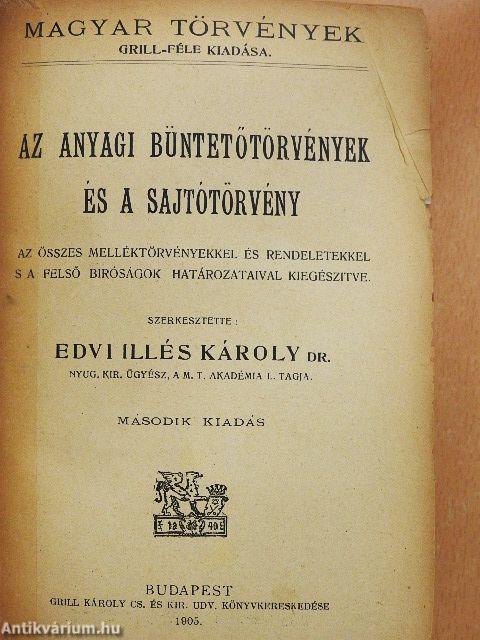 MAGYAR TÖRVÉNYEK
GRILL-FÉLE KIADÁSA.
AZ ANYAGI BÜNTETŐTÖRVÉNYEK
ÉS A SAJTÓTÖRVÉNY
AZ ÖSSZES MELLÉKTÖRVÉNYEKKEL ÉS RENDELETEKKEL
S A FELSŐ BIRÓSÁGOK HATÁROZATAIVAL KIEGÉSZITVE.
SZERKESZTETTE:
EDVI ILLÉS KÁROLY DR.
NYUG. KIR. ÜGYÉSZ, A M. T. AKADÉMIA L. TAGJA.
MÁSODIK KIADÁS
BUDAPEST
GRILL KÁROLY CS. ÉS KIR. UDV. KÖNYVKERESKEDÉSE
1905.
Antikvárium.hu